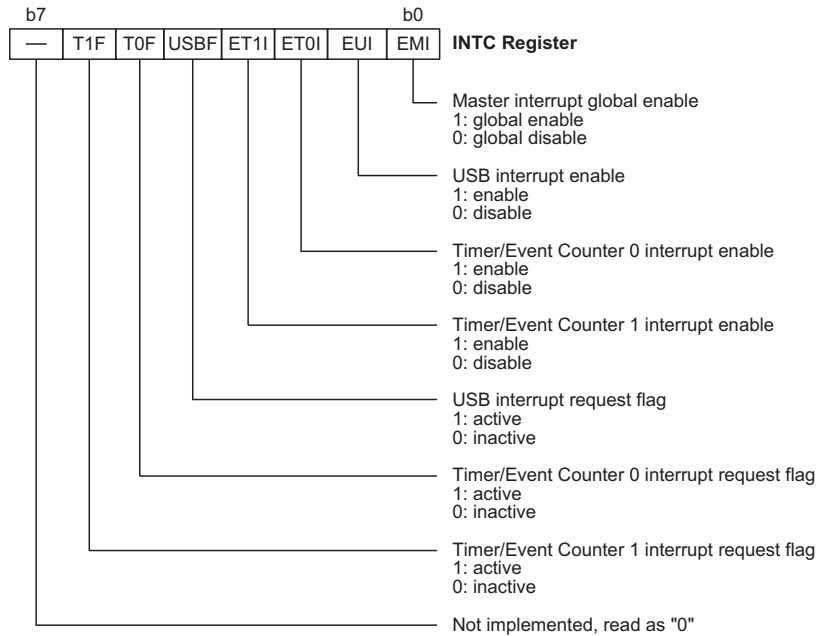 b7 b0
— T1F T0F USBF ET1I ET0I EUI EMI INTC Register
Master interrupt global enable
1: global enable
0: global disable
USB interrupt enable
1: enable
0: disable
Timer/Event Counter 0 interrupt enable
1: enable
0: disable
Timer/Event Counter 1 interrupt enable
1: enable
0: disable
USB interrupt request flag
1: active
0: inactive
Timer/Event Counter 0 interrupt request flag
1: active
0: inactive
Timer/Event Counter 1 interrupt request flag
1: active
0: inactive
Not implemented, read as "0"